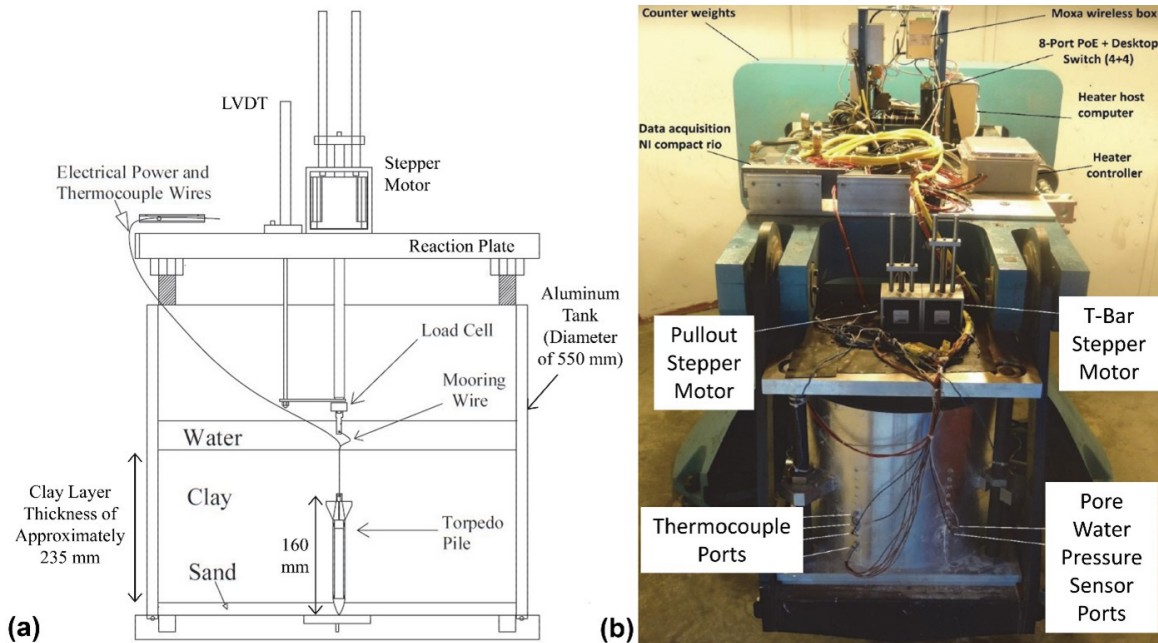 LVDT
Stepper
Motor
Electrical Power and
Thermocouple Wires
Reaction Plate
Aluminum
Tank
(Diameter
of 550 mm)
Load Cell
Mooring
Wire
Water
Clay Layer
Thickness of
Approximately
235 mm
Clay
160
mm
Torpedo
Pile
Sand
(a)
Counter weights
Moxa wireless box
8-Port PoE + Desktop
Switch (4+4)
Heater host
computer
Data acquisition
NI compact rio
Heater
controller
Pullout
Stepper
Motor
T-Bar
Stepper
Motor
Thermocouple
Ports
Pore
Water
Pressure
Sensor
Ports
(b)